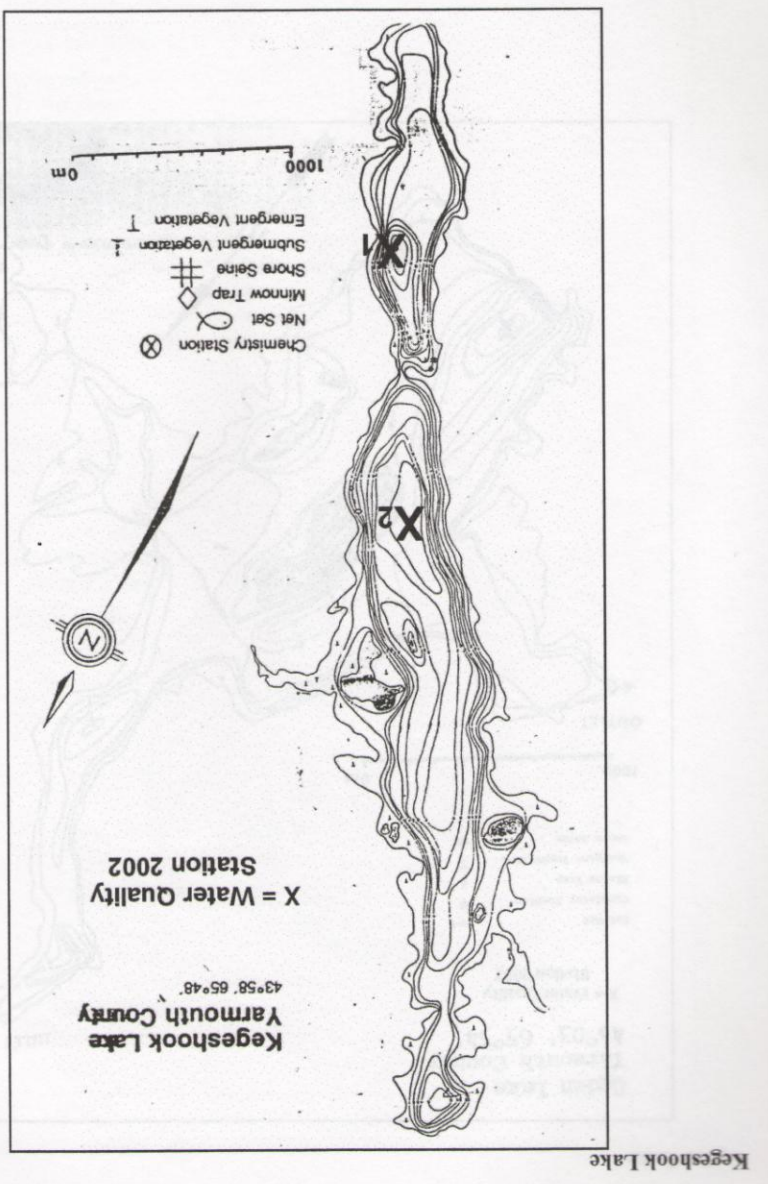 Kegeshook Lake
Kegeshook Lake
Yarmouth County
43°58' 65°48'
X = Water Quality
Station 2002
N
X2
X1
Chemistry Station
Net Set
Minnow Trap
Shore Seine
Submergent Vegetation
Emergent Vegetation
0m 1000